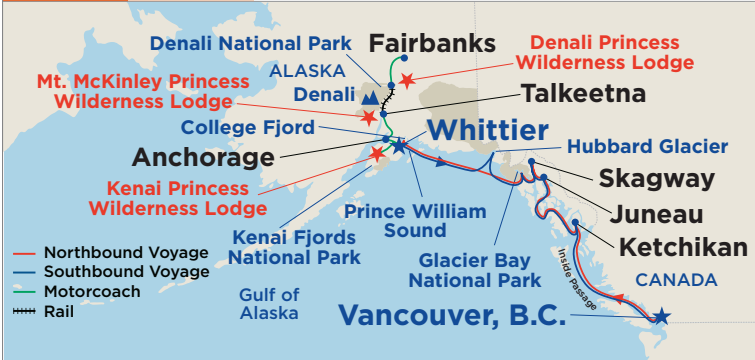 Denali National Park
Fairbanks
Denali Princess
Wilderness Lodge
ALASKA
Mt. McKinley Princess
Wilderness Lodge
Denali
Talkeetna
College Fjord
Whittier
Hubbard Glacier
Anchorage
Skagway
Kenai Princess
Wilderness Lodge
Juneau
Prince William
Sound
Kenai Fjords
National Park
Ketchikan
Glacier Bay
National Park
Northbound Voyage
Southbound Voyage
Motorcoach
Rail
Inside Passage
CANADA
Gulf of
Alaska
Vancouver, B.C.